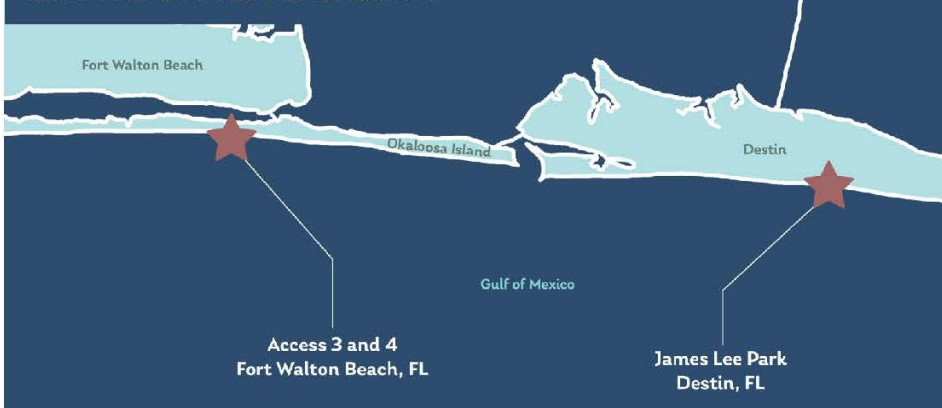 Fort Walton Beach
Okaloosa Island
Destin
Gulf of Mexico
Access 3 and 4
Fort Walton Beach, FL
James Lee Park
Destin, FL